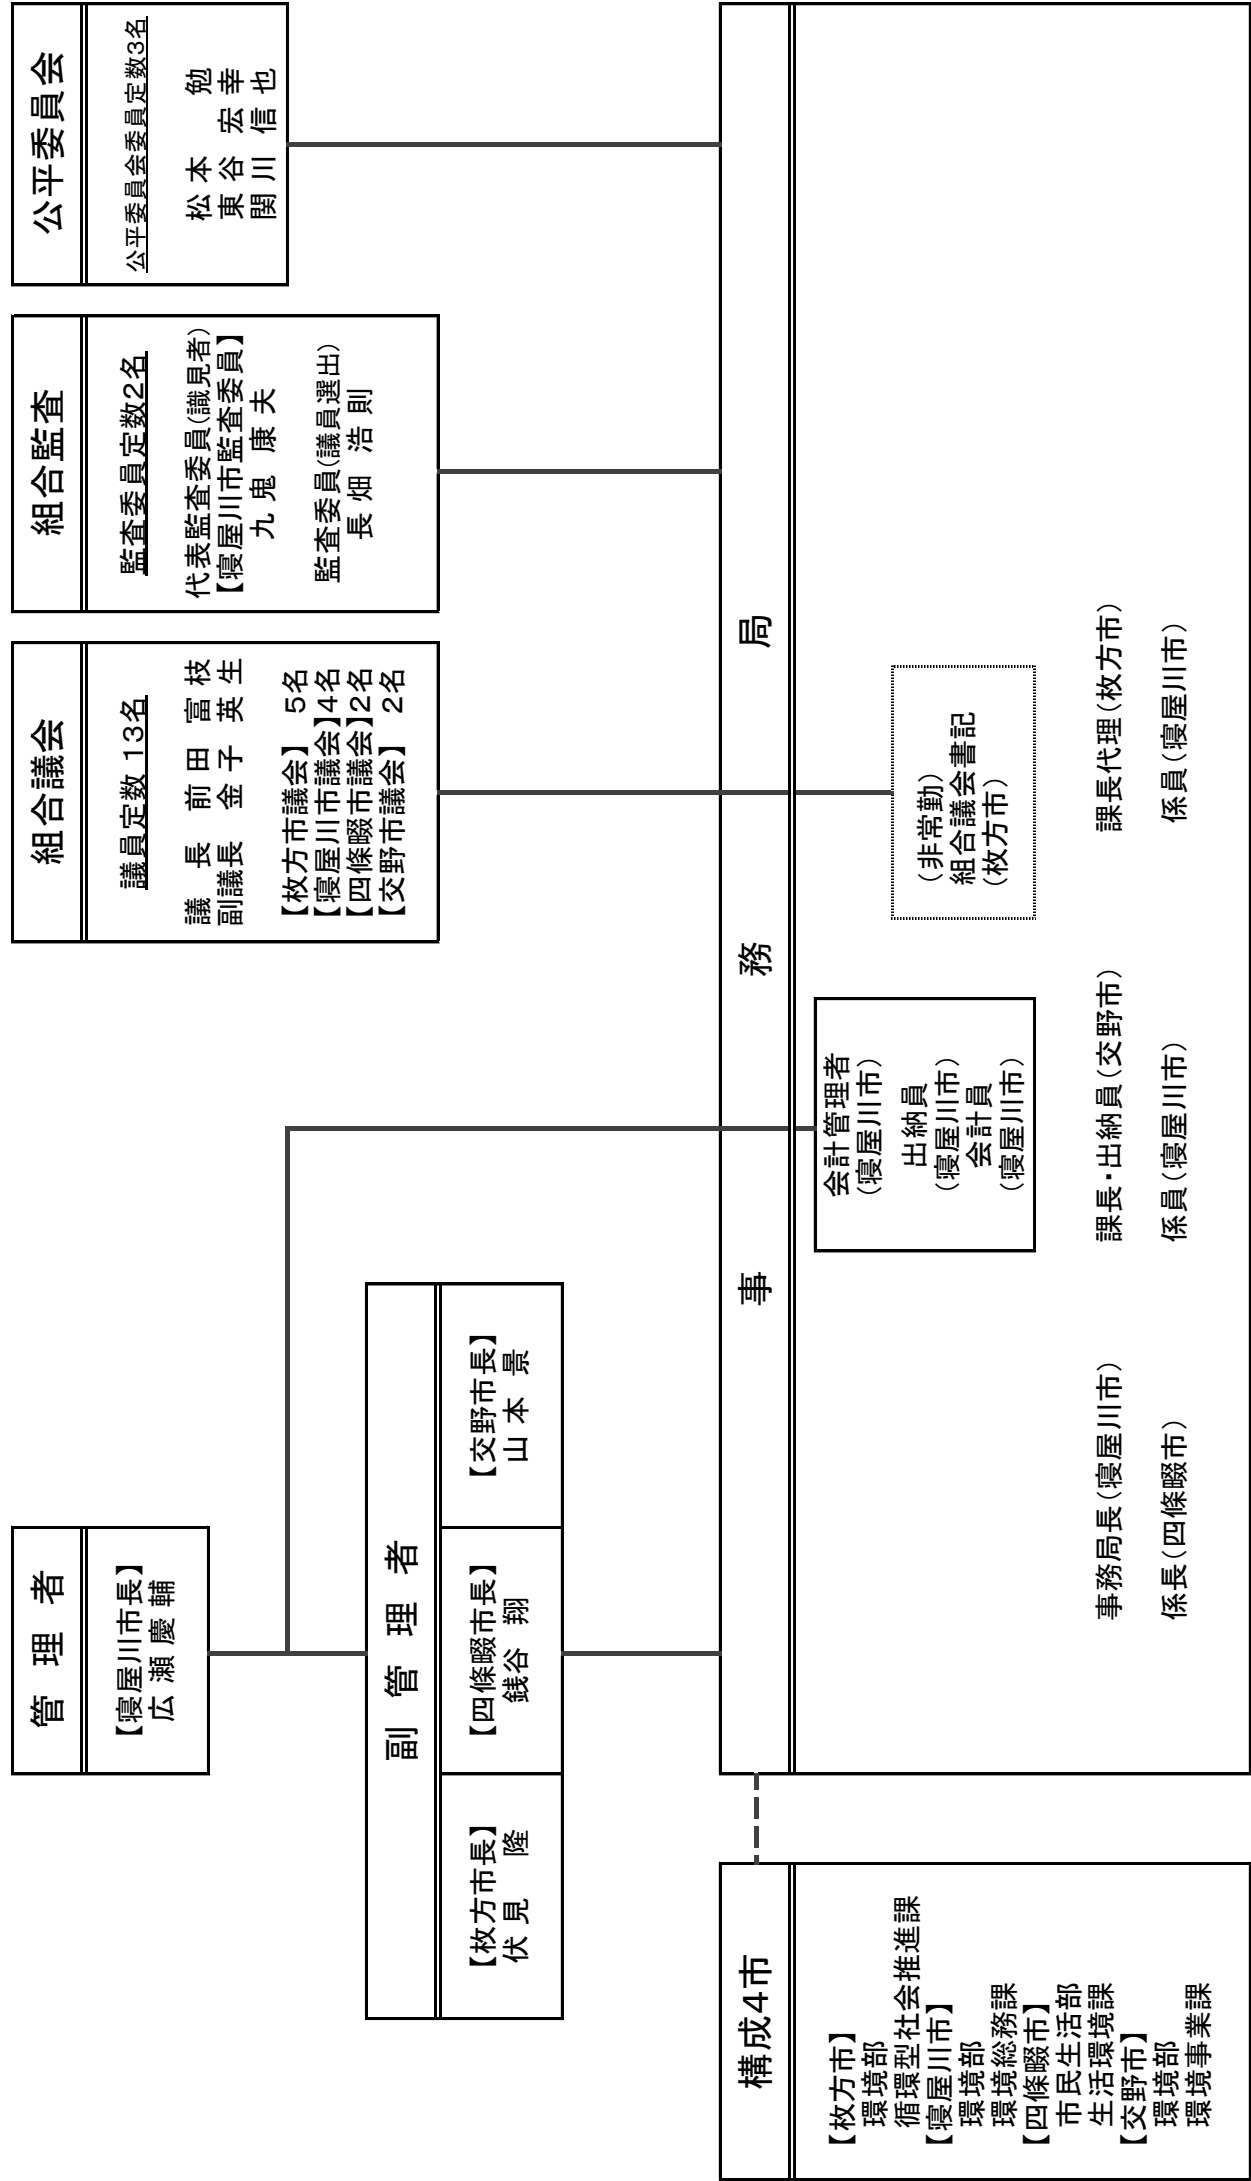 管理者
【寝屋川市長】
広瀬慶輔
副管理者
【枚方市長】
伏見 隆
【四條畷市長】
銭谷 翔
【交野市長】
山本 景
組合議会
議員定数 13名
議 長 前田 富枝
副議長 金子 英生
【枚方市議会】 5名
【寝屋川市議会】4名
【四條畷市議会】2名
【交野市議会】 2名
組合監査
監査委員定数2名
代表監査委員(識見者)
【寝屋川市監査委員】
九鬼 康夫
監査委員(議員選出)
長畑 浩則
公平委員会
公平委員会委員定数3名
松本 勉
東谷 宏幸
関川 信也
構成4市
【枚方市】
環境部
循環型社会推進課
【寝屋川市】
環境部
環境総務課
【四條畷市】
市民生活部
生活環境課
【交野市】
環境部
環境事業課
事務局
会計管理者
(寝屋川市)
出納員
(寝屋川市)
会計員
(寝屋川市)
(非常勤)
組合議会書記
(枚方市)
事務局長(寝屋川市) 課長・出納員(交野市) 課長代理(枚方市)
係長(四條畷市) 係員(寝屋川市) 係員(寝屋川市)